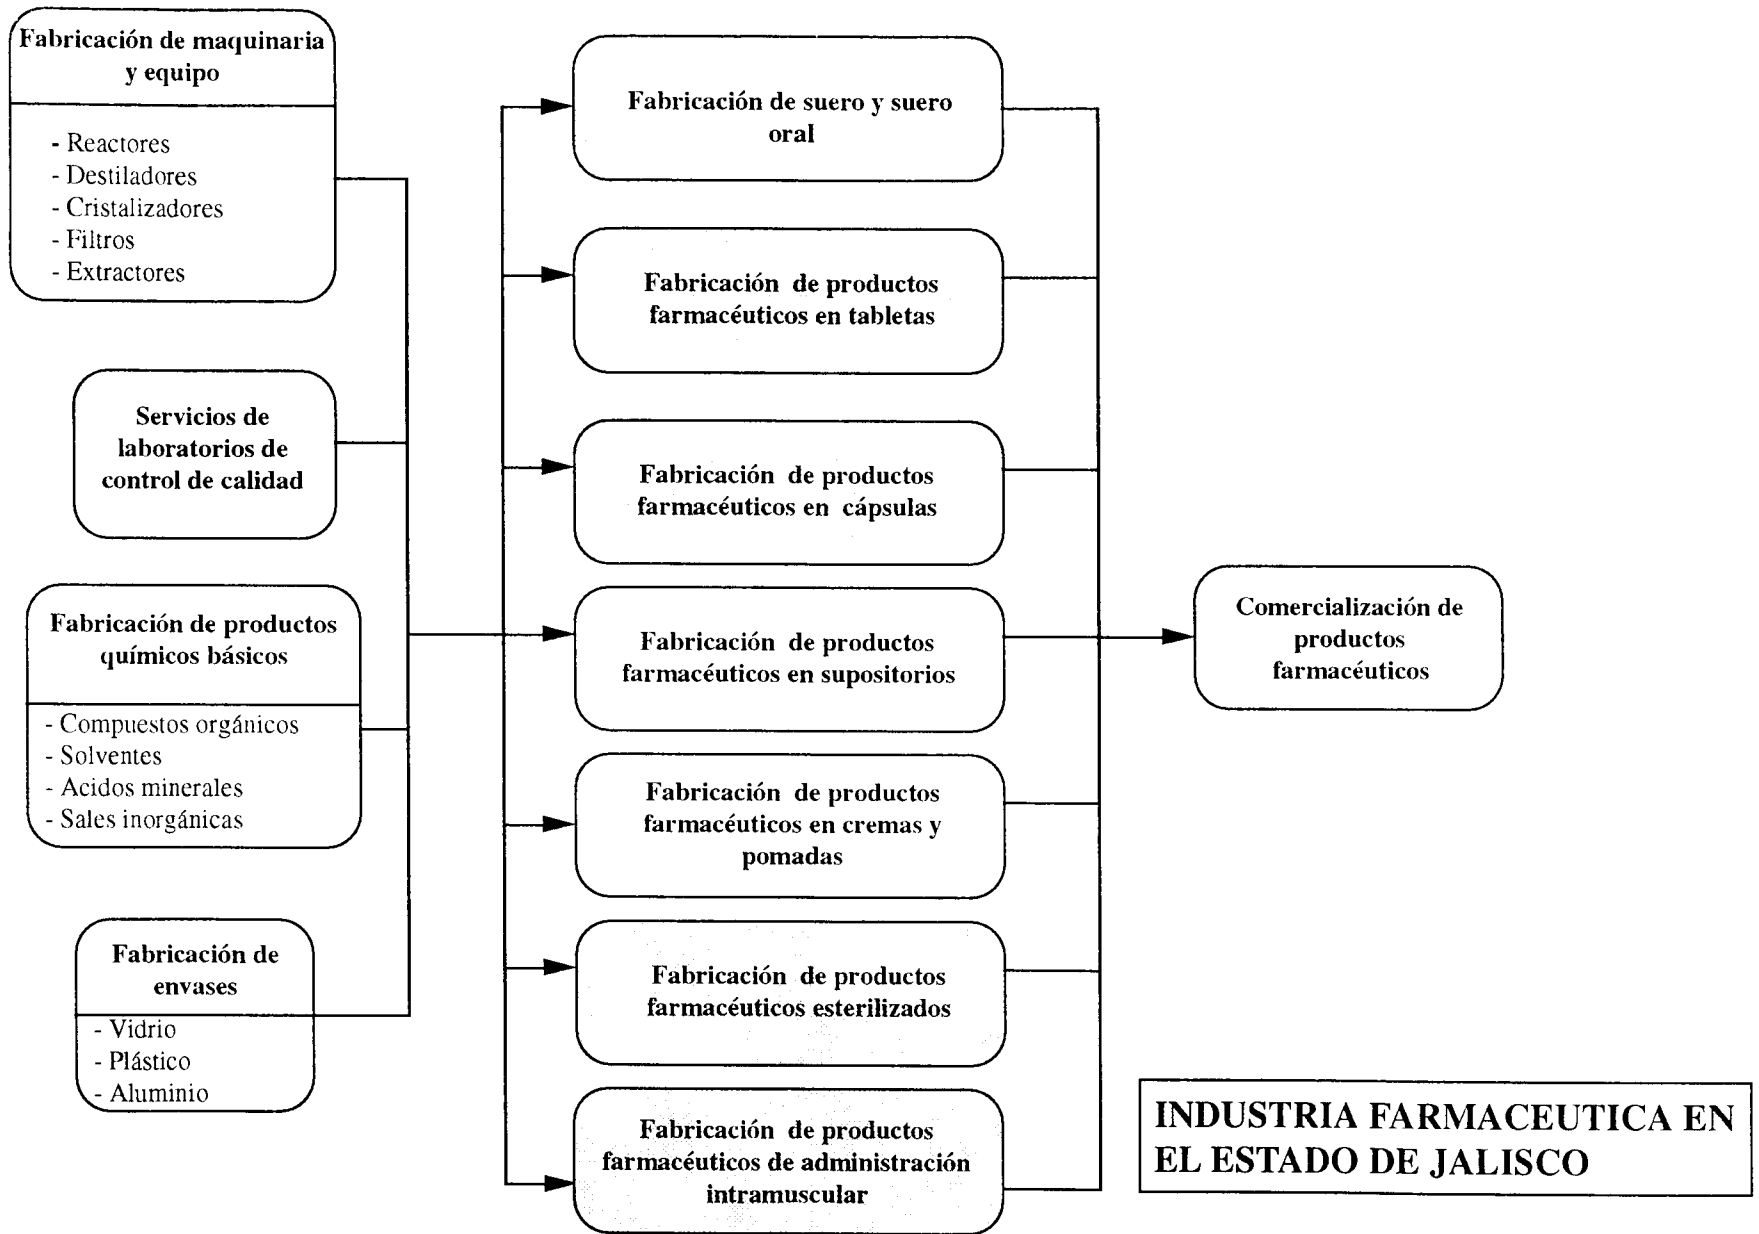 Fabricación de maquinaria
y equipo
- Reactores
- Destiladores
- Cristalizadores
- Filtros
- Extractores
Servicios de
laboratorios de
control de calidad
Fabricación de productos
químicos básicos
- Compuestos orgánicos
- Solventes
- Acidos minerales
- Sales inorgánicas
Fabricación de
envases
- Vidrio
- Plástico
- Aluminio
Fabricación de suero y suero
oral
Fabricación de productos
farmacéuticos en tabletas
Fabricación de productos
farmacéuticos en cápsulas
Fabricación de productos
farmacéuticos en supositorios
Fabricación de productos
farmacéuticos en cremas y
pomadas
Fabricación de productos
farmacéuticos esterilizados
Fabricación de productos
farmacéuticos de administración
intramuscular
Comercialización de
productos
farmacéuticos
INDUSTRIA FARMACEUTICA EN
EL ESTADO DE JALISCO